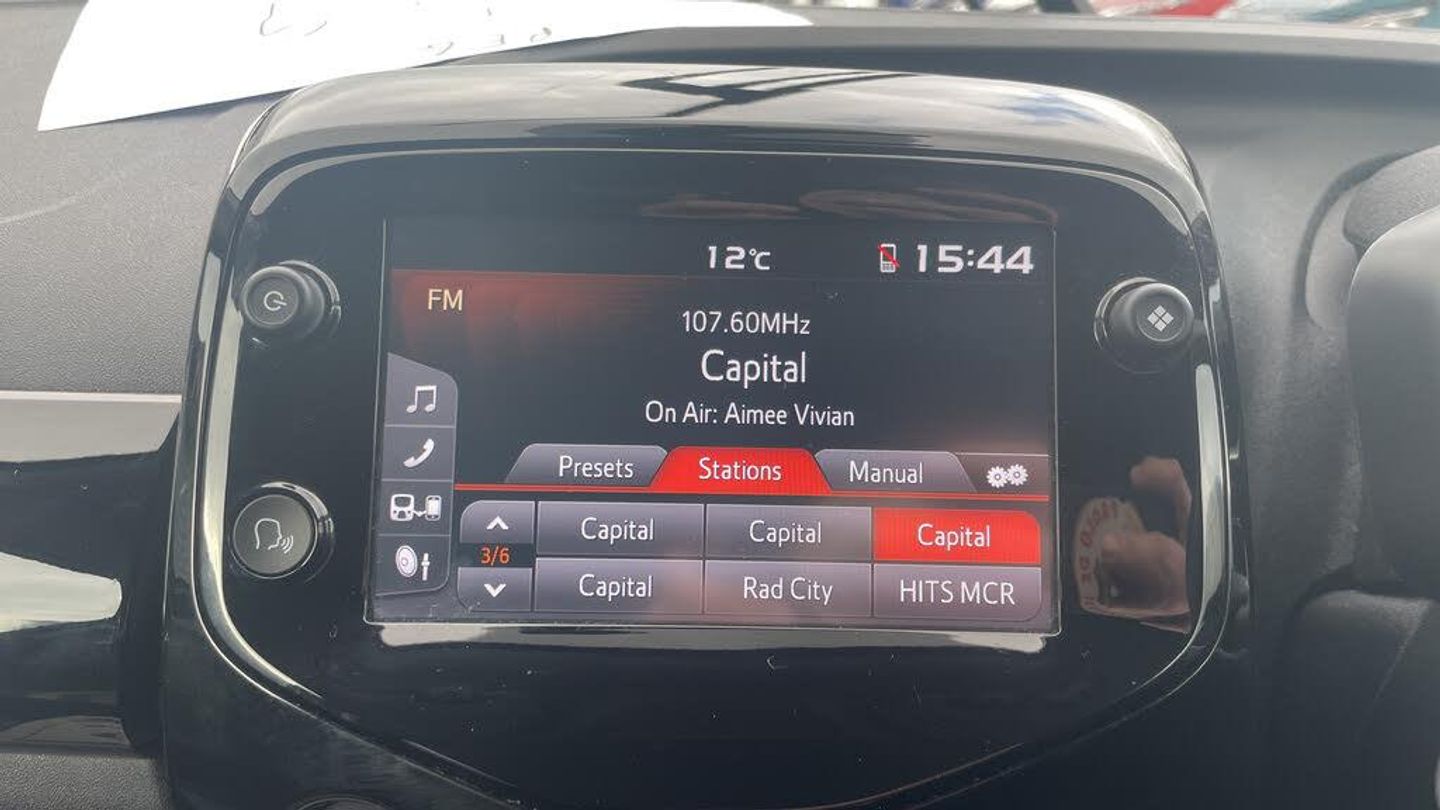 12°C 15:44
FM
107.60MHz
Capital
On Air: Aimee Vivian
Presets Stations Manual
Capital Capital Capital
3/6
Capital Rad City HITS MCR